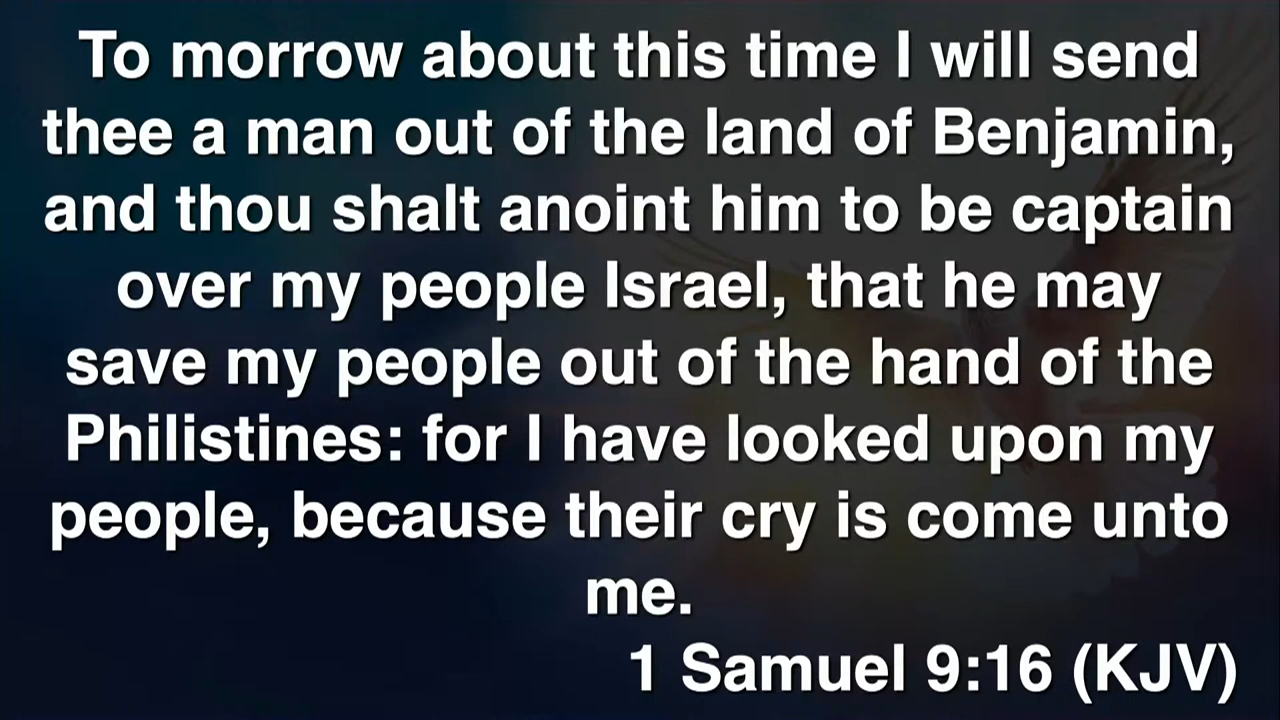 To morrow about this time I will send
thee a man out of the land of Benjamin,
and thou shalt anoint him to be captain
over my people Israel, that he may
save my people out of the hand of the
Philistines: for I have looked upon my
people, because their cry is come unto
me.
1 Samuel 9:16 (KJV)